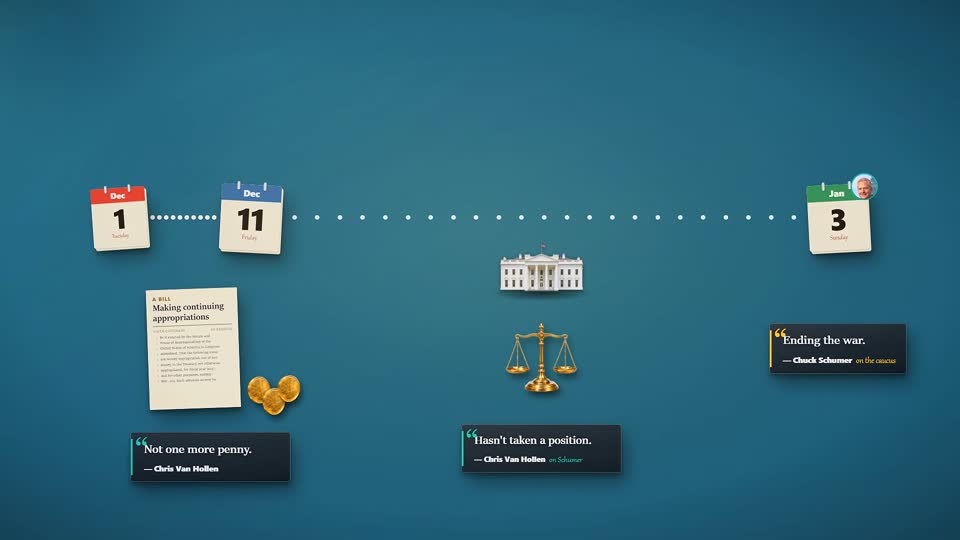 Dec
1
Tuesday
Dec
11
Friday
Jan
3
Sunday
A BILL
Making continuing
appropriations
“Not one more penny.
— Chris Van Hollen
“Hasn't taken a position.
— Chris Van Hollen on Schumer
“Ending the war.
— Chuck Schumer on the caucus